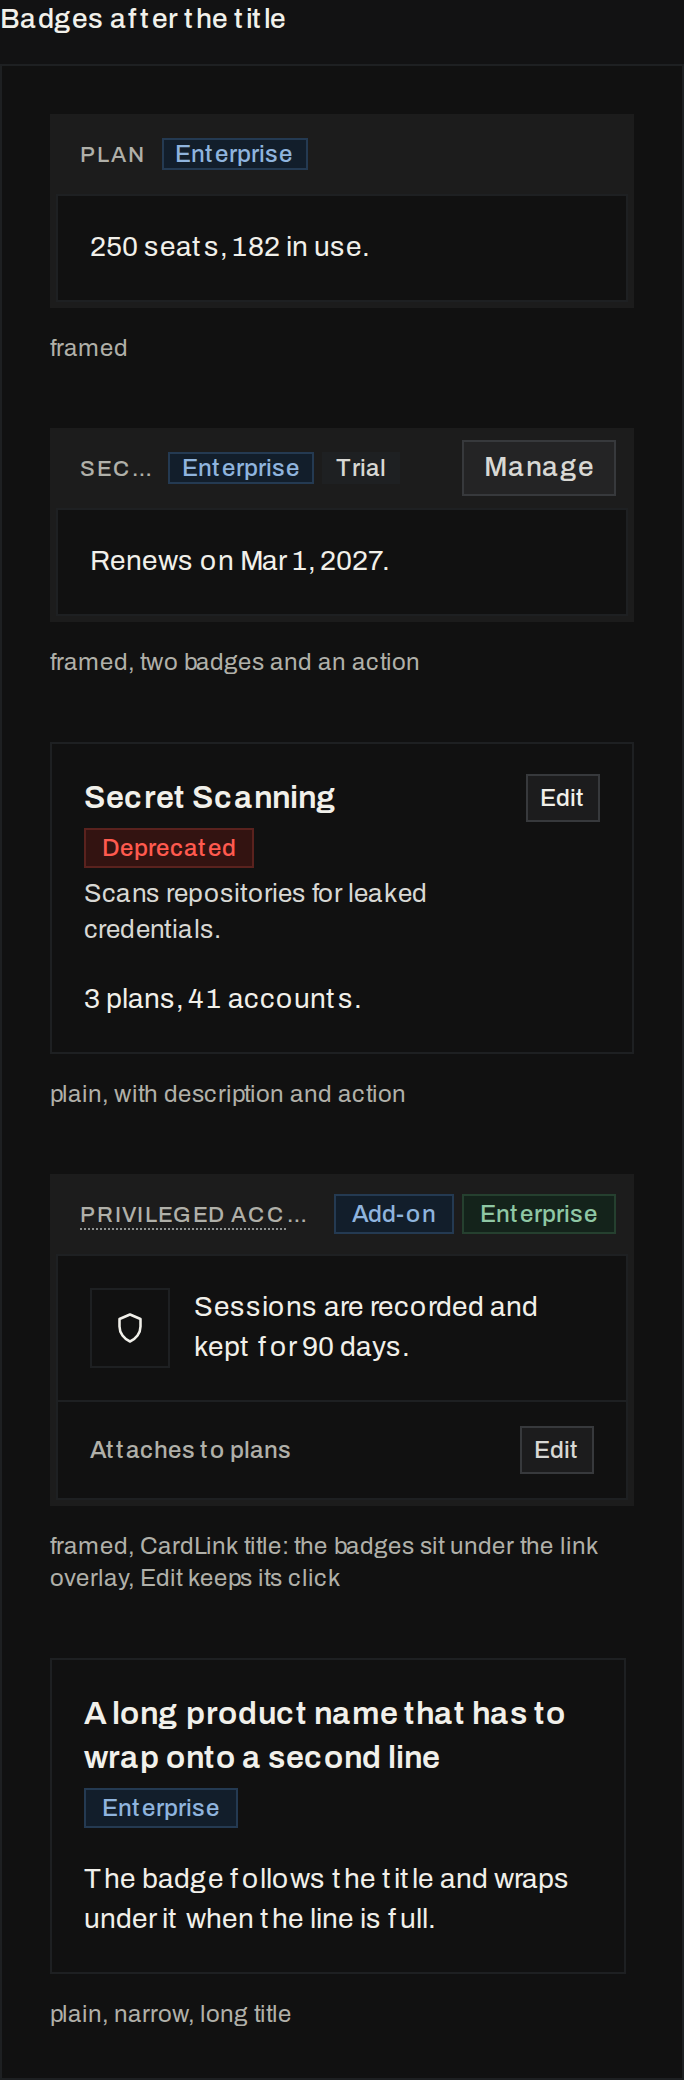 Badges after the title
PLAN Enterprise
250 seats, 182 in use.
framed
SEC... Enterprise Trial Manage
Renews on Mar 1, 2027.
framed, two badges and an action
Secret Scanning Edit
Deprecated
Scans repositories for leaked
credentials.
3 plans, 41 accounts.
plain, with description and action
PRIVILEGED ACC... Add-on Enterprise
Sessions are recorded and
kept for 90 days.
Attaches to plans Edit
framed, CardLink title: the badges sit under the link
overlay, Edit keeps its click
A long product name that has to
wrap onto a second line
Enterprise
The badge follows the title and wraps
under it when the line is full.
plain, narrow, long title